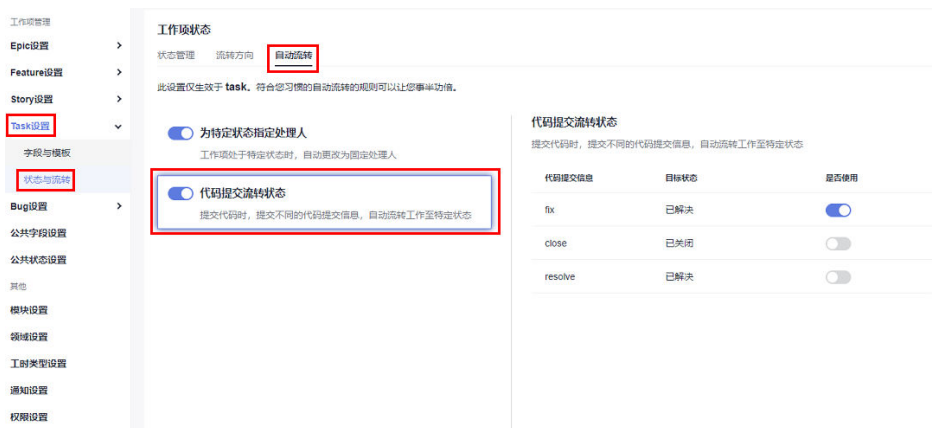 工作项管理
Epic设置
Feature设置
Story设置
Task设置
字段与模板
状态与流转
Bug设置
公共字段设置
公共状态设置
其他
模块设置
领域设置
工时类型设置
通知设置
权限设置
工作项状态
状态管理 流转方向 自动流转
此设置仅生效于 task。符合您习惯的自动流转的规则可以让您事半功倍。
为特定状态指定处理人
工作项处于特定状态时，自动更改为固定处理人
代码提交流转状态
提交代码时，提交不同的代码提交信息，自动流转工作至特定状态
代码提交流转状态
提交代码时，提交不同的代码提交信息，自动流转工作至特定状态
代码提交信息 目标状态 是否使用
fix 已解决
close 已关闭
resolve 已解决